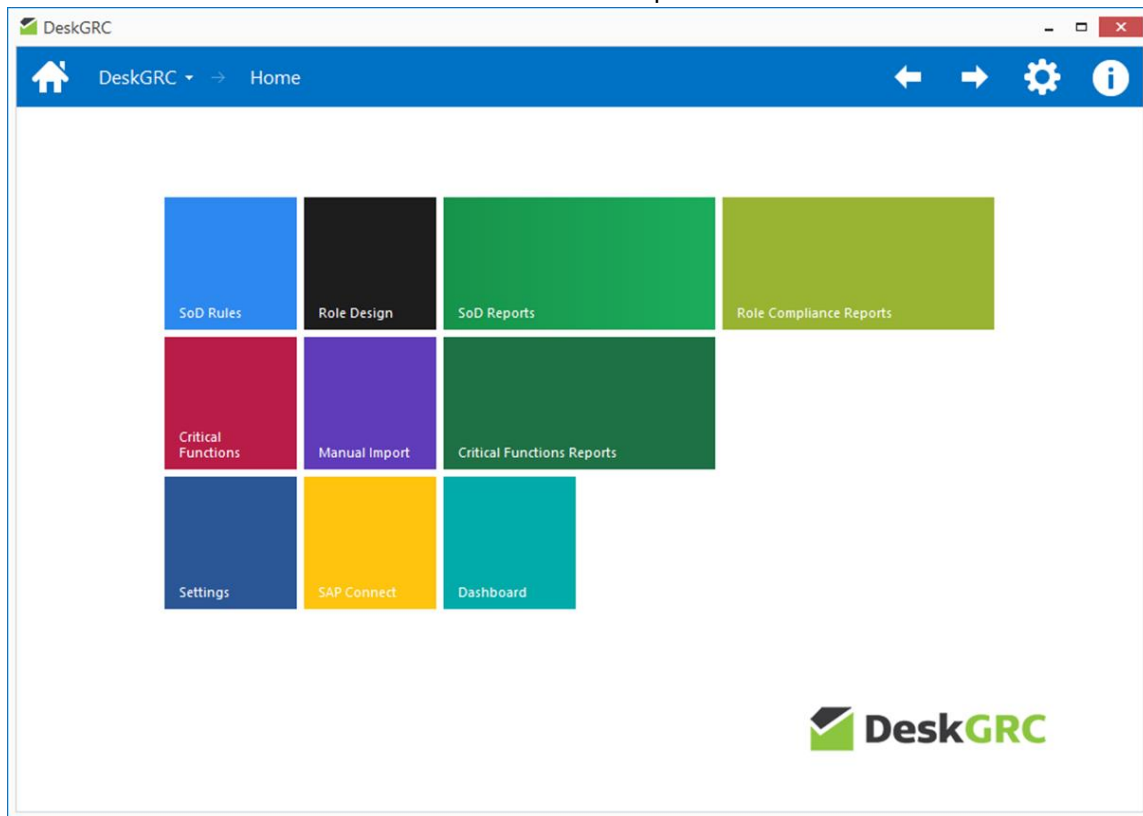 DeskGRC
DeskGRC Home
SoD Rules
Role Design
SoD Reports
Role Compliance Reports
Critical
Functions
Manual Import
Critical Functions Reports
Settings
SAP Connect
Dashboard
DeskGRC